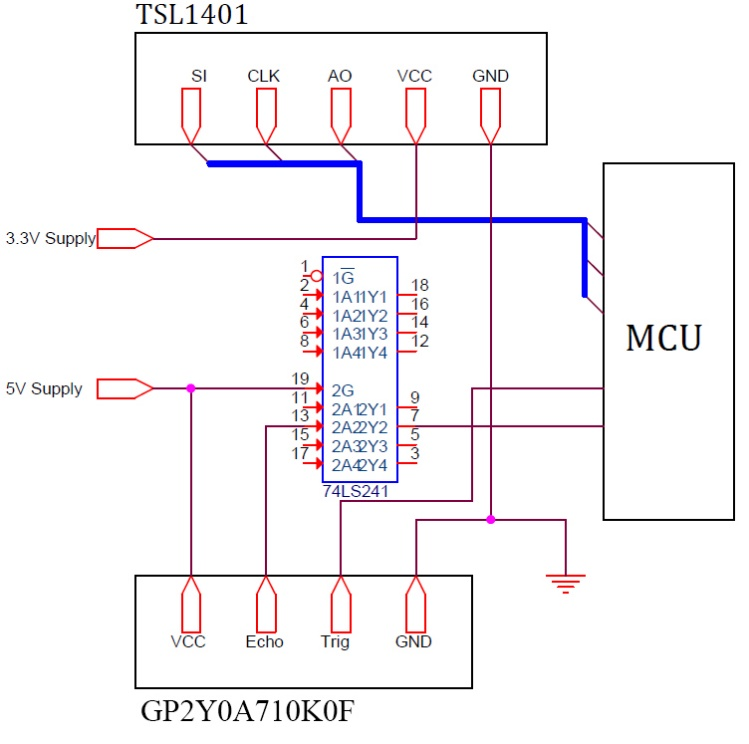 TSL1401
SI CLK AO VCC GND
3.3V Supply
1 1G
2 1A1 1Y1 18
4 1A2 1Y2 16
6 1A3 1Y3 14
8 1A4 1Y4 12
MCU
5V Supply
19 2G
11 2A1 2Y1 9
13 2A2 2Y2 7
15 2A3 2Y3 5
17 2A4 2Y4 3
74LS241
VCC Echo Trig GND
GP2Y0A710K0F